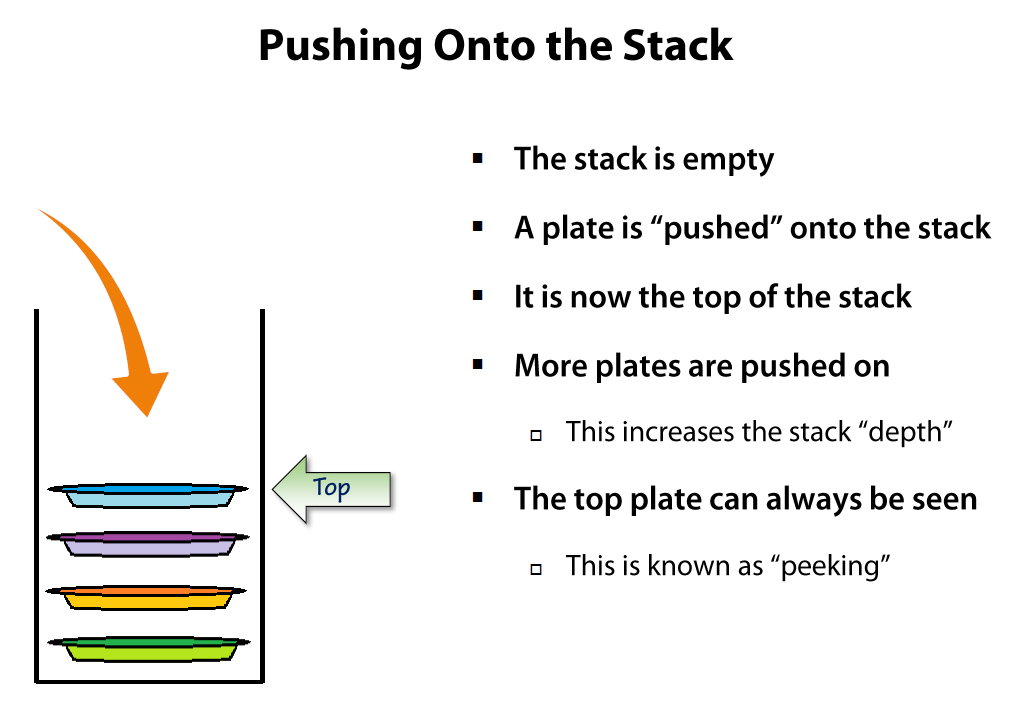 Pushing Onto the Stack
The stack is empty
A plate is “pushed” onto the stack
It is now the top of the stack
More plates are pushed on
This increases the stack “depth”
Top
The top plate can always be seen
This is known as “peeking”